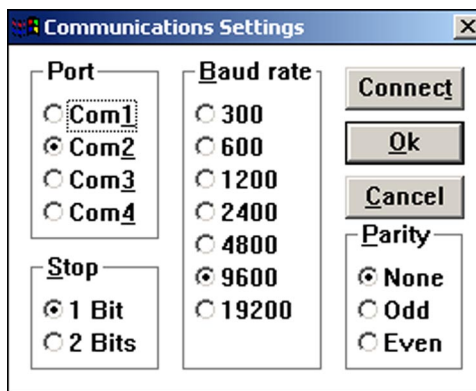 Communications Settings
Port
Com1
Com2
Com3
Com4
Stop
1 Bit
2 Bits
Baud rate
300
600
1200
2400
4800
9600
19200
Connect
Ok
Cancel
Parity
None
Odd
Even